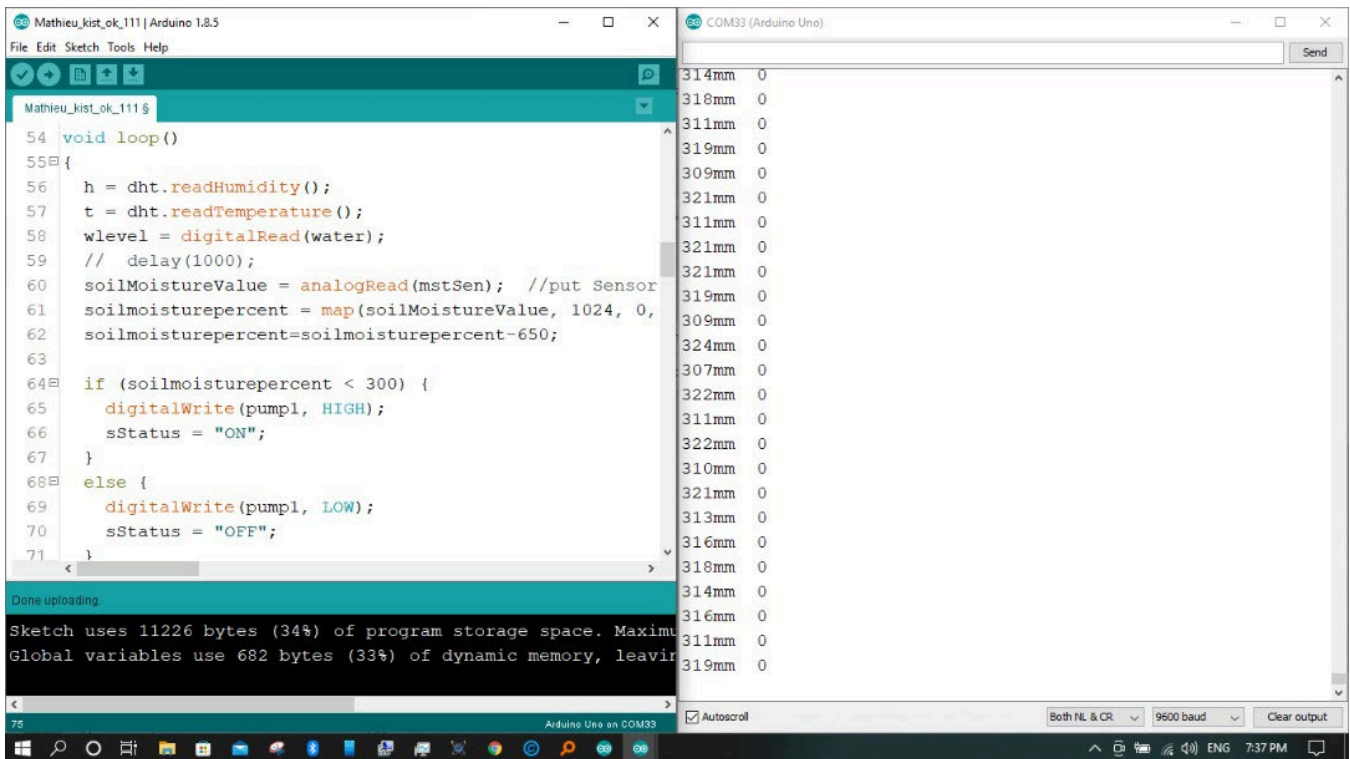 Mathieu_kist_ok_111 | Arduino 1.8.5
File Edit Sketch Tools Help
Mathieu_kist_ok_111 §
54 void loop()
55 {
56 h = dht.readHumidity();
57 t = dht.readTemperature();
58 wlevel = digitalRead(water);
59 // delay(1000);
60 soilMoistureValue = analogRead(mstSen); //put Sensor
61 soilmoisturepercent = map(soilMoistureValue, 1024, 0,
62 soilmoisturepercent=soilmoisturepercent-650;
63
64 if (soilmoisturepercent < 300) {
65 digitalWrite(pump1, HIGH);
66 sStatus = "ON";
67 }
68 else {
69 digitalWrite(pump1, LOW);
70 sStatus = "OFF";
71 }
Done uploading.
Sketch uses 11226 bytes (34%) of program storage space. Maximu
Global variables use 682 bytes (33%) of dynamic memory, leavin
75 Arduino Uno on COM33
COM33 (Arduino Uno)
Send
314mm 0
318mm 0
311mm 0
319mm 0
309mm 0
321mm 0
311mm 0
321mm 0
321mm 0
319mm 0
309mm 0
324mm 0
307mm 0
322mm 0
311mm 0
322mm 0
310mm 0
321mm 0
313mm 0
316mm 0
318mm 0
314mm 0
316mm 0
311mm 0
319mm 0
Autoscroll Both NL & CR 9600 baud Clear output
ENG 7:37 PM